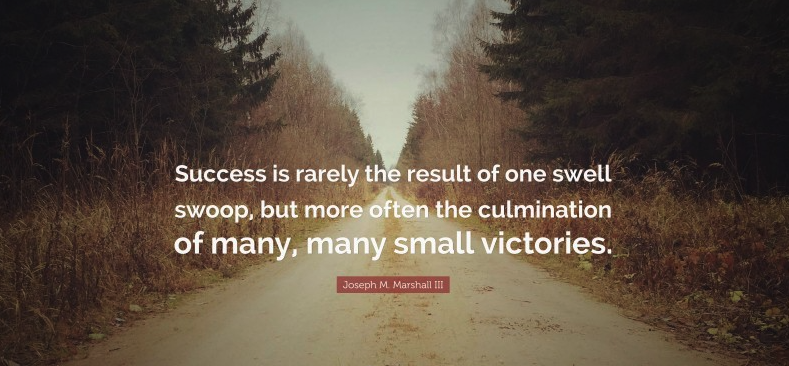 Success is rarely the result of one swell
swoop, but more often the culmination
of many, many small victories.
Joseph M. Marshall III